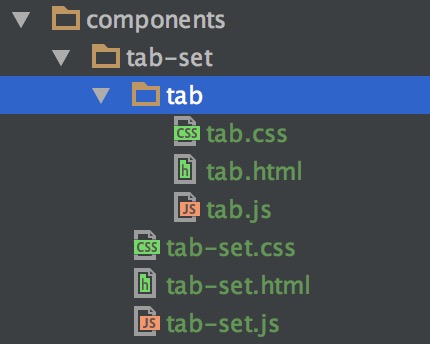 components
tab-set
tab
CSS tab.css
h tab.html
JS tab.js
CSS tab-set.css
h tab-set.html
JS tab-set.js